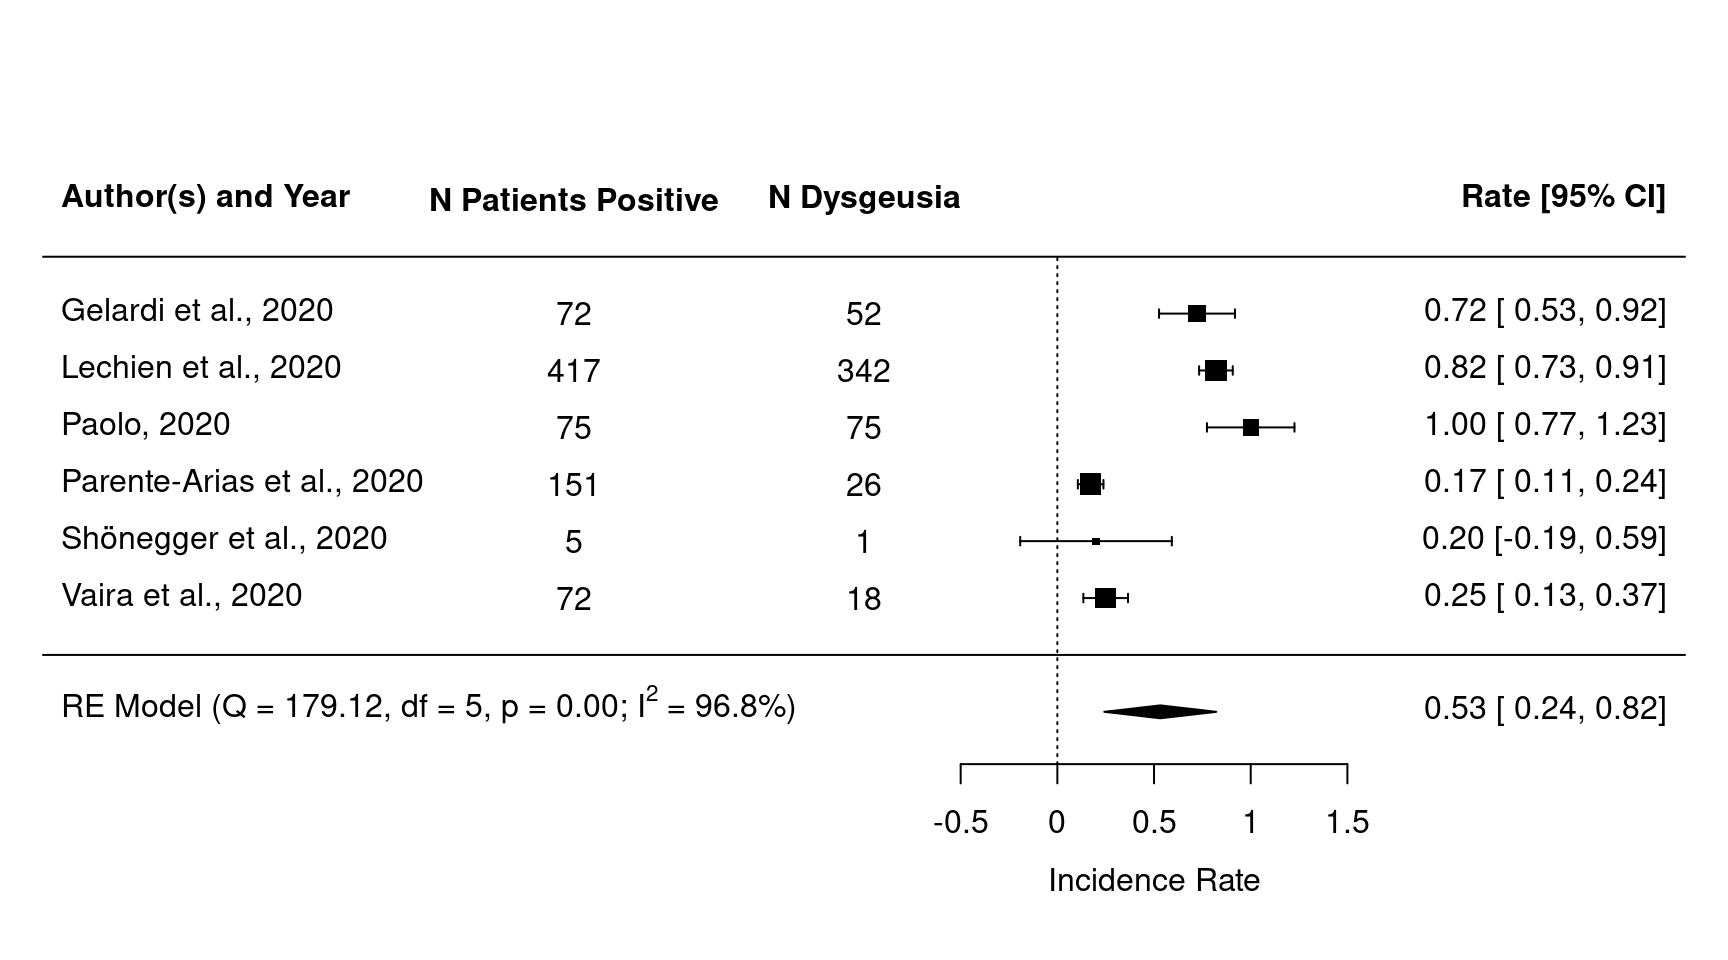 Author(s) and Year N Patients Positive N Dysgeusia Rate [95% CI]
Gelardi et al., 2020 72 52 0.72 [ 0.53, 0.92]
Lechien et al., 2020 417 342 0.82 [ 0.73, 0.91]
Paolo, 2020 75 75 1.00 [ 0.77, 1.23]
Parente-Arias et al., 2020 151 26 0.17 [ 0.11, 0.24]
Shönegger et al., 2020 5 1 0.20 [-0.19, 0.59]
Vaira et al., 2020 72 18 0.25 [ 0.13, 0.37]
RE Model (Q = 179.12, df = 5, p = 0.00; I² = 96.8%) 0.53 [ 0.24, 0.82]
-0.5 0 0.5 1 1.5
Incidence Rate